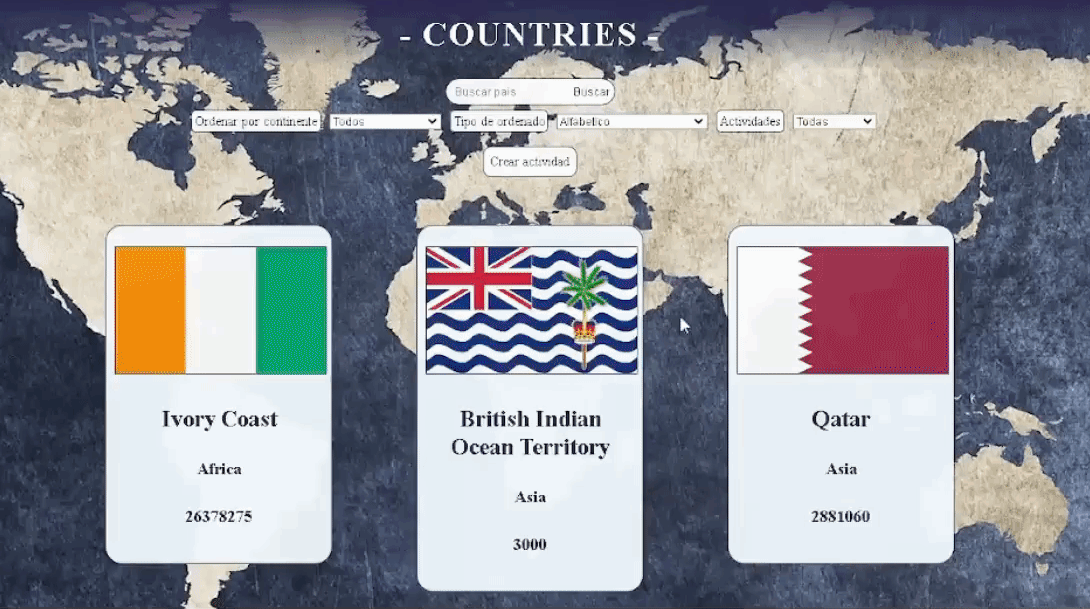 - COUNTRIES -
Buscar país
Buscar
Ordenar por continente
Todos
Tipo de ordenado
Alfabetico
Actividades
Todas
Crear actividad
Ivory Coast
Africa
26378275
British Indian
Ocean Territory
Asia
3000
Qatar
Asia
2881060